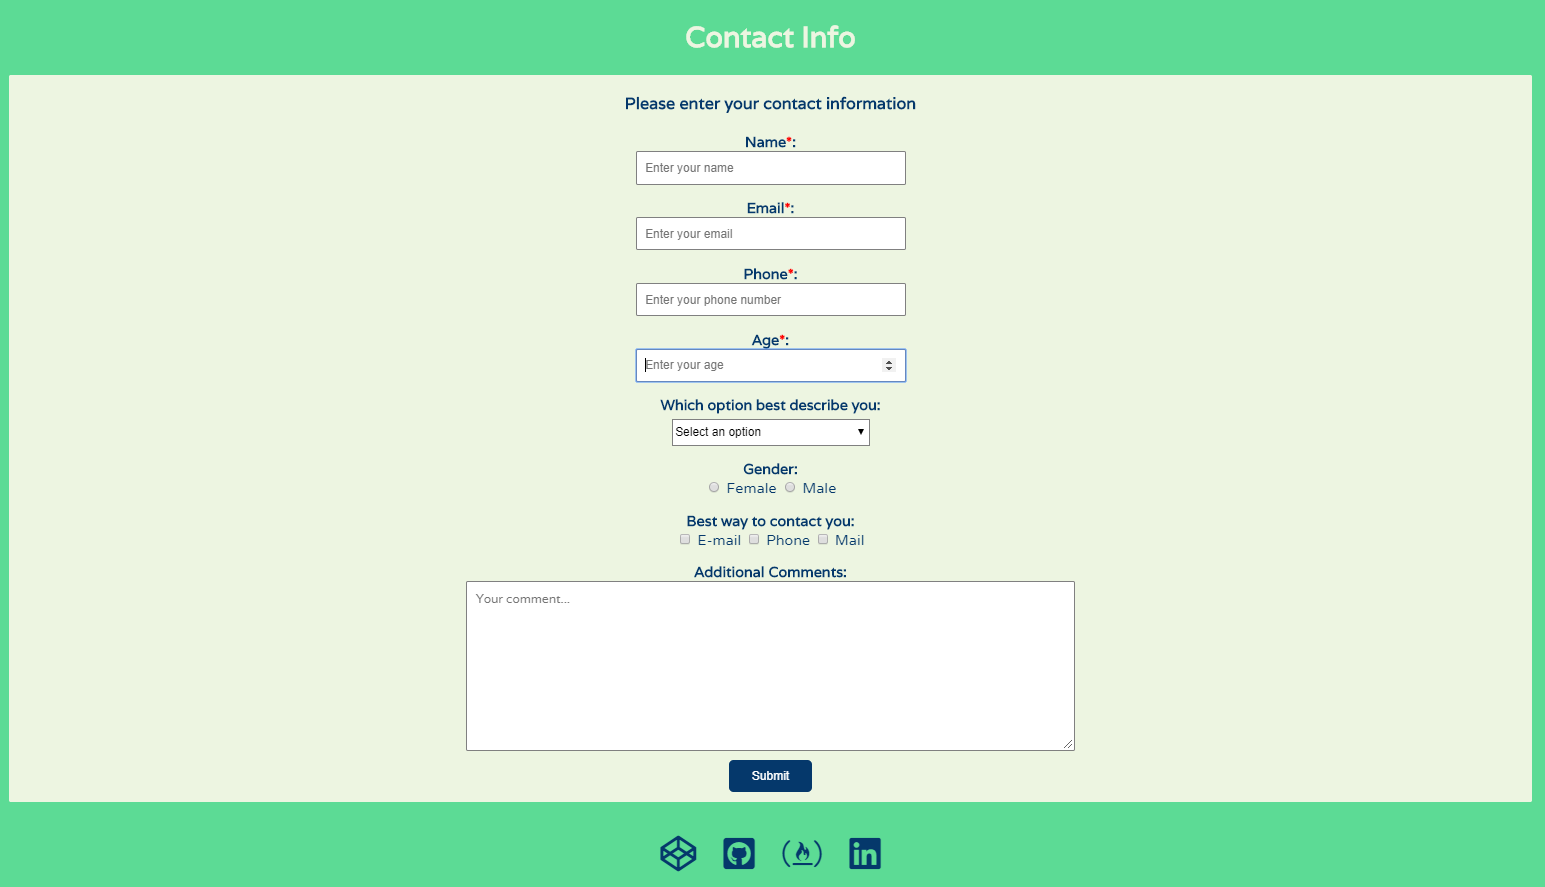 Contact Info
Please enter your contact information
Name*:
Enter your name
Email*:
Enter your email
Phone*:
Enter your phone number
Age*:
Enter your age
Which option best describe you:
Select an option
Gender:
Female Male
Best way to contact you:
E-mail Phone Mail
Additional Comments:
Your comment...
Submit
in